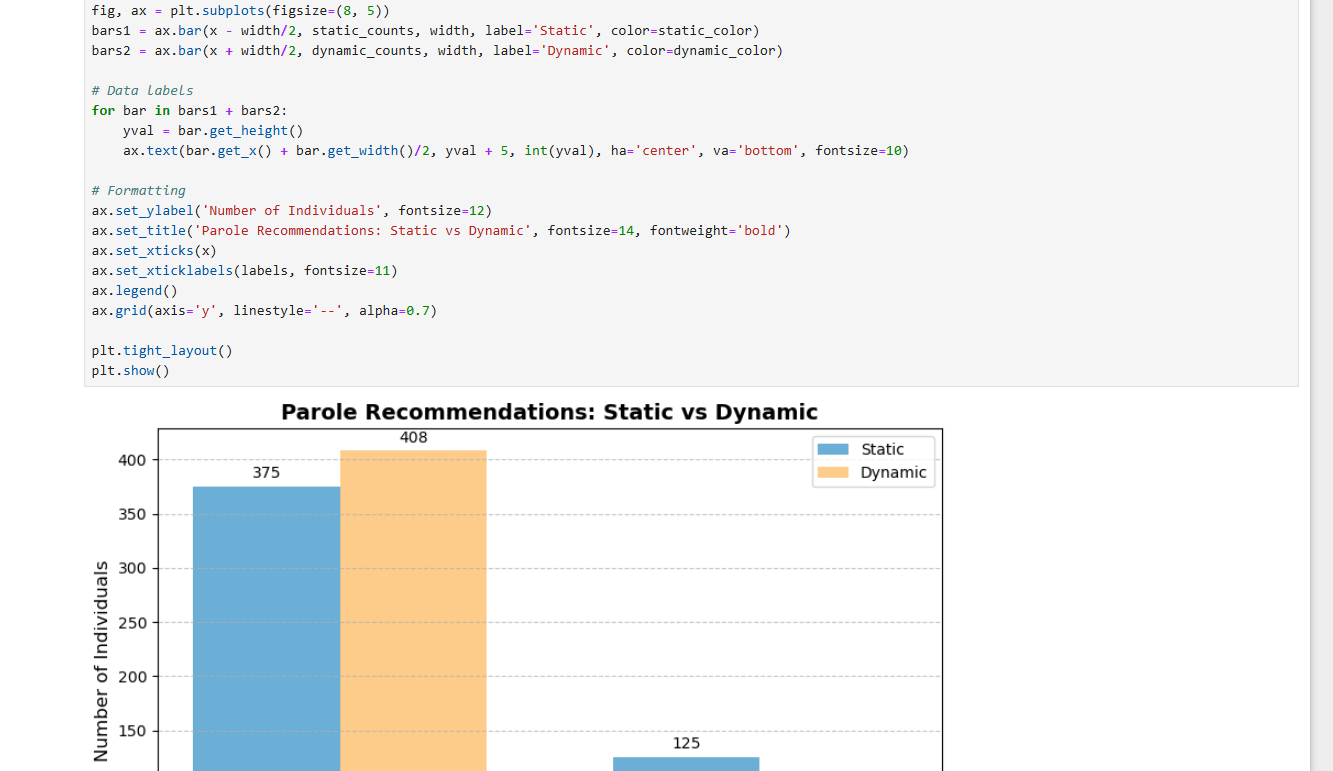 fig, ax = plt.subplots(figsize=(8, 5))
bars1 = ax.bar(x - width/2, static_counts, width, label='Static', color=static_color)
bars2 = ax.bar(x + width/2, dynamic_counts, width, label='Dynamic', color=dynamic_color)
# Data labels
for bar in bars1 + bars2:
    yval = bar.get_height()
    ax.text(bar.get_x() + bar.get_width()/2, yval + 5, int(yval), ha='center', va='bottom', fontsize=10)
# Formatting
ax.set_ylabel('Number of Individuals', fontsize=12)
ax.set_title('Parole Recommendations: Static vs Dynamic', fontsize=14, fontweight='bold')
ax.set_xticks(x)
ax.set_xticklabels(labels, fontsize=11)
ax.legend()
ax.grid(axis='y', linestyle='--', alpha=0.7)
plt.tight_layout()
plt.show()
Parole Recommendations: Static vs Dynamic
408
Static
400
375
Dynamic
350
300
250
200
150
125
Number of Individuals